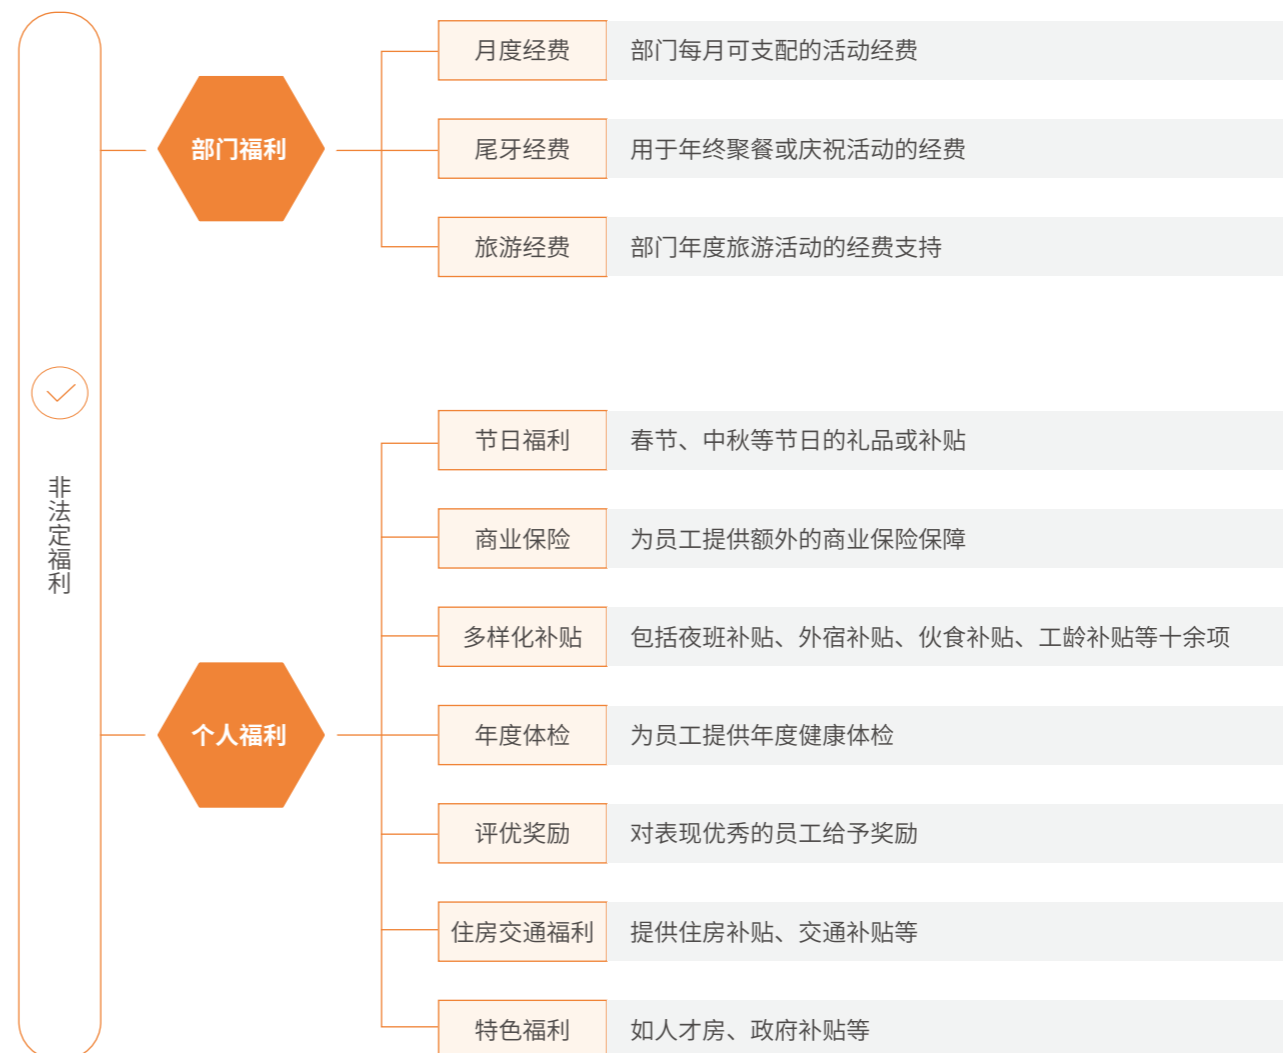 非法定福利
部门福利
月度经费
部门每月可支配的活动经费
尾牙经费
用于年终聚餐或庆祝活动的经费
旅游经费
部门年度旅游活动的经费支持
个人福利
节日福利
春节、中秋等节日的礼品或补贴
商业保险
为员工提供额外的商业保险保障
多样化补贴
包括夜班补贴、外宿补贴、伙食补贴、工龄补贴等十余项
年度体检
为员工提供年度健康体检
评优奖励
对表现优秀的员工给予奖励
住房交通福利
提供住房补贴、交通补贴等
特色福利
如人才房、政府补贴等